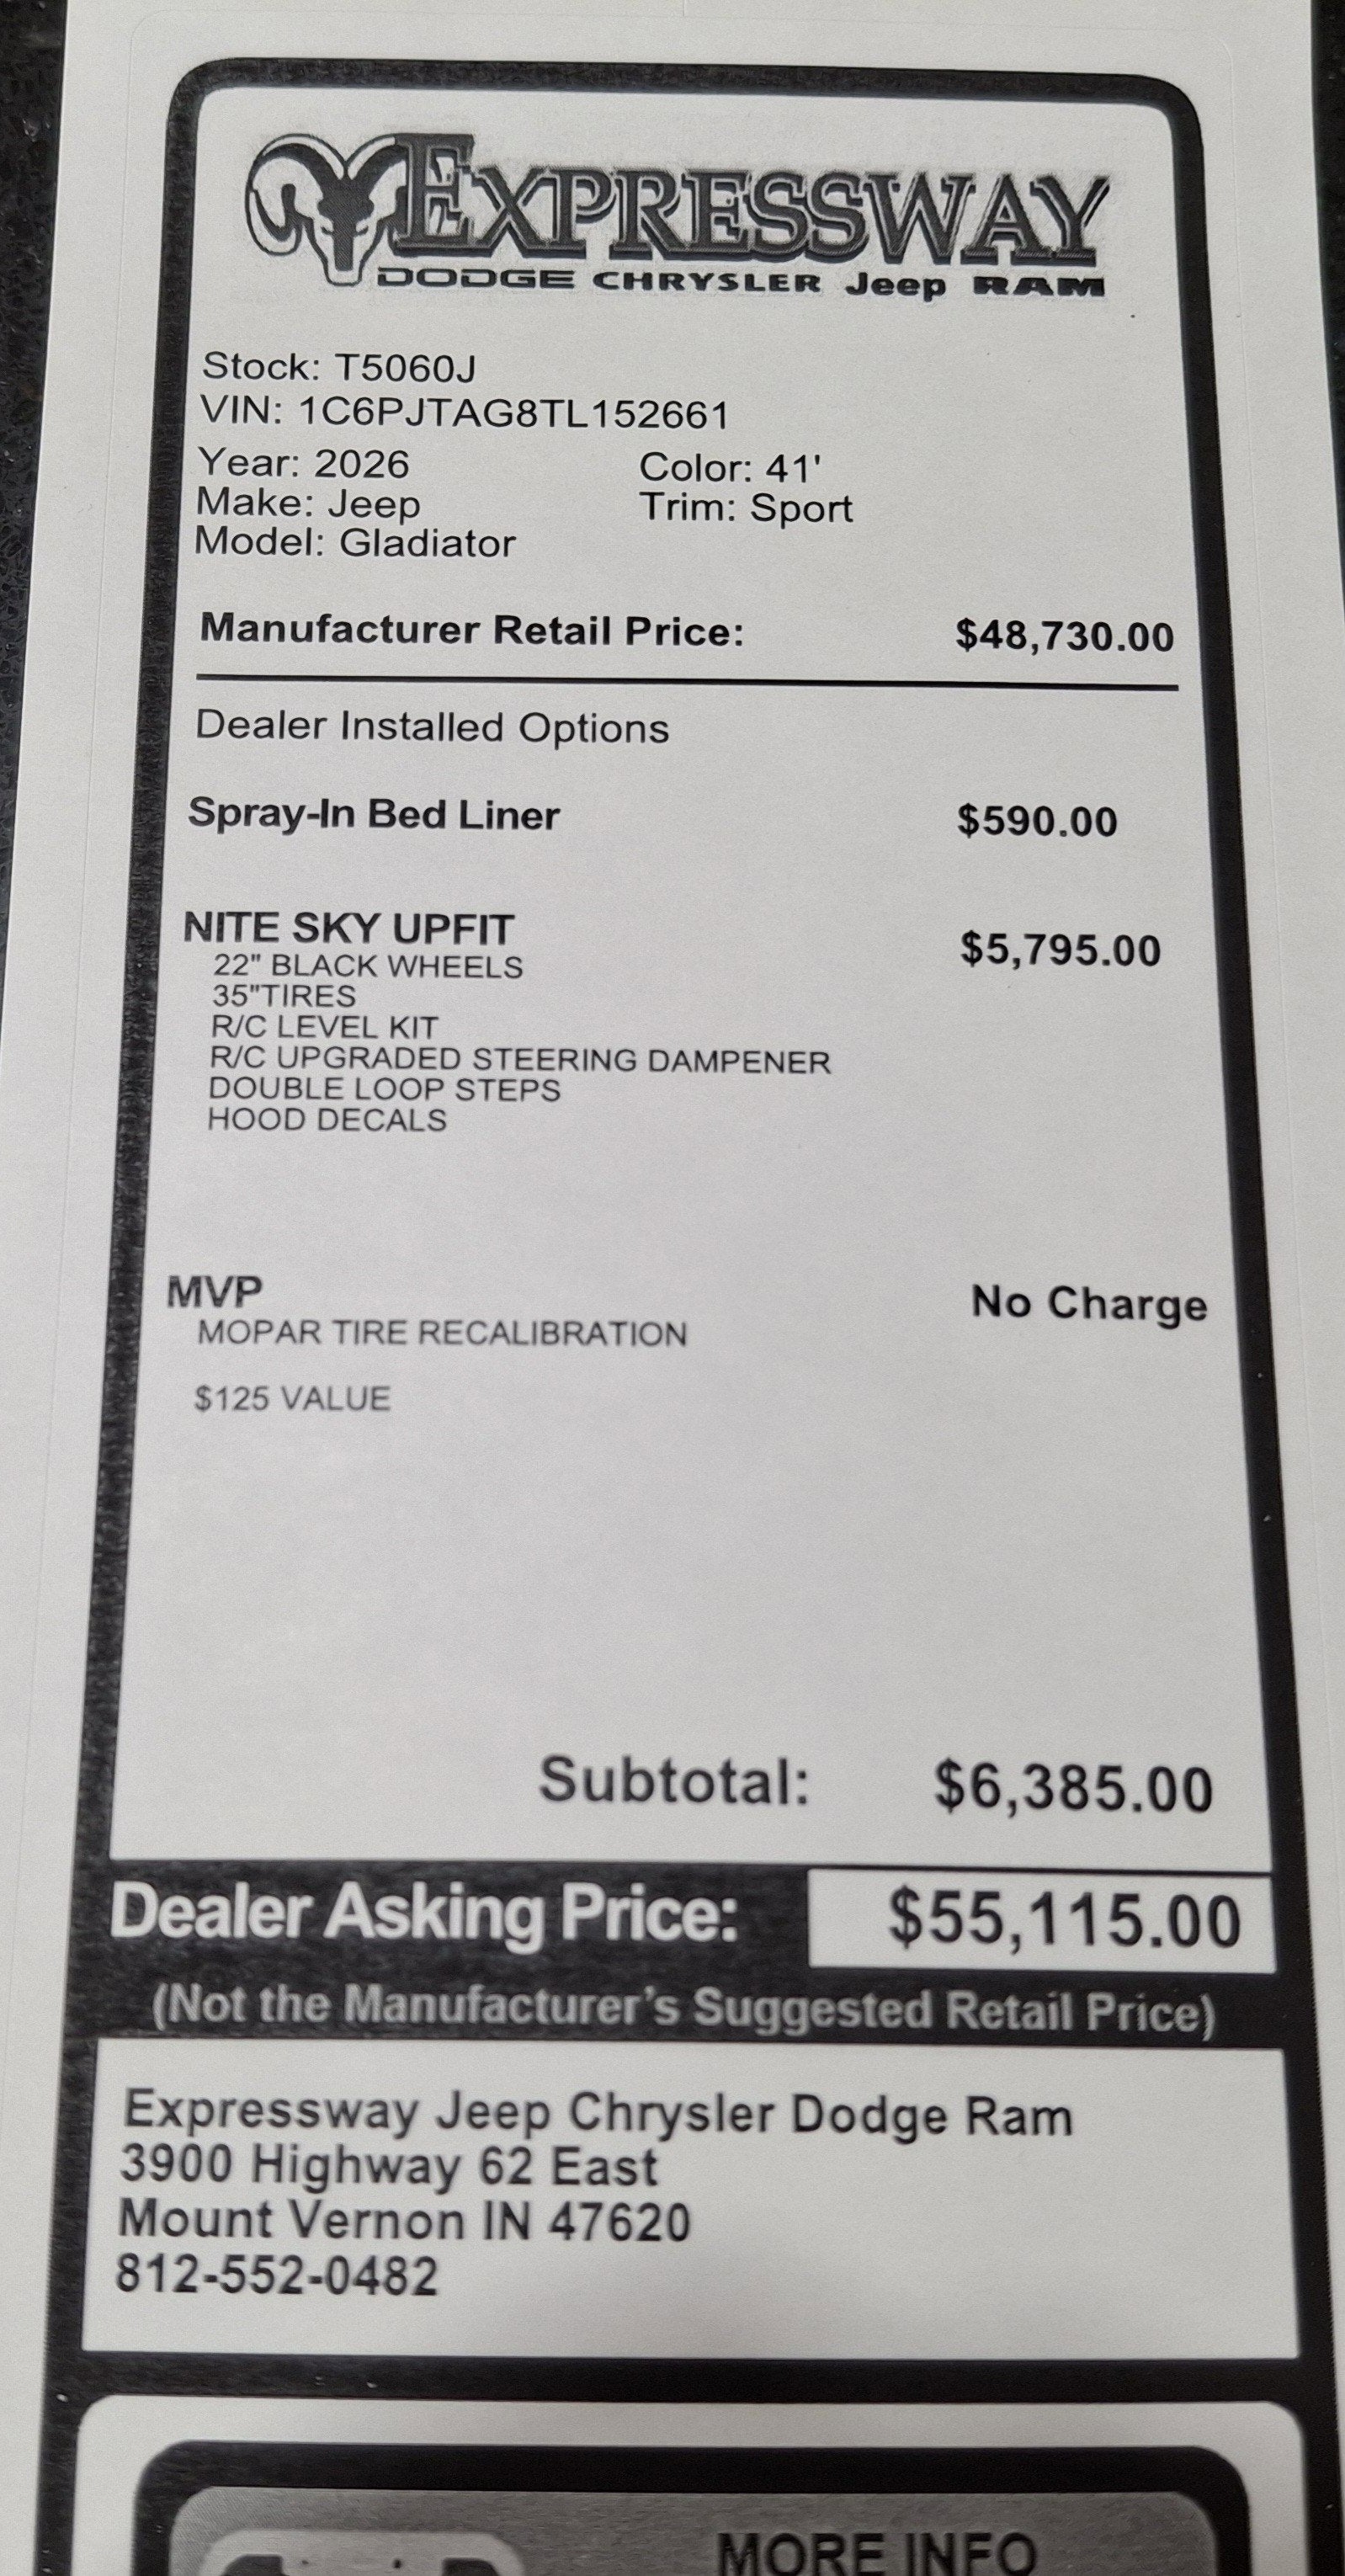 EXPRESSWAY
DODGE CHRYSLER Jeep RAM
Stock: T5060J
VIN: 1C6PJTAG8TL152661
Year: 2026 Color: 41'
Make: Jeep Trim: Sport
Model: Gladiator
Manufacturer Retail Price: $48,730.00
Dealer Installed Options
Spray-In Bed Liner $590.00
NITE SKY UPFIT $5,795.00
22" BLACK WHEELS
35"TIRES
R/C LEVEL KIT
R/C UPGRADED STEERING DAMPENER
DOUBLE LOOP STEPS
HOOD DECALS
MVP No Charge
MOPAR TIRE RECALIBRATION
$125 VALUE
Subtotal: $6,385.00
Dealer Asking Price: $55,115.00
(Not the Manufacturer's Suggested Retail Price)
Expressway Jeep Chrysler Dodge Ram
3900 Highway 62 East
Mount Vernon IN 47620
812-552-0482
MORE INFO